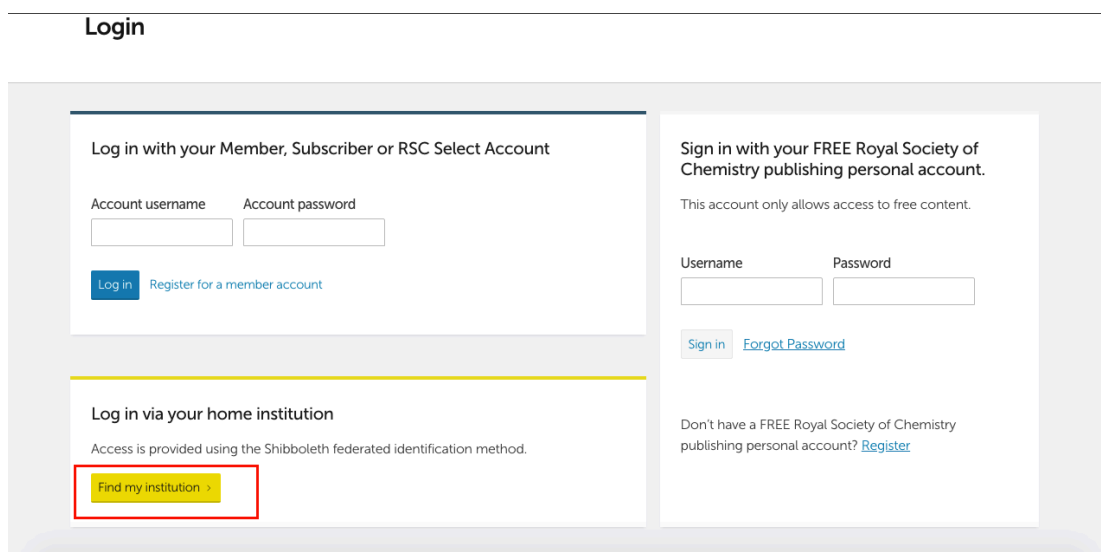 Login
Log in with your Member, Subscriber or RSC Select Account
Account username
Account password
Log in
Register for a member account
Log in via your home institution
Access is provided using the Shibboleth federated identification method.
Find my institution ›
Sign in with your FREE Royal Society of
Chemistry publishing personal account.
This account only allows access to free content.
Username
Password
Sign in
Forgot Password
Don't have a FREE Royal Society of Chemistry
publishing personal account? Register